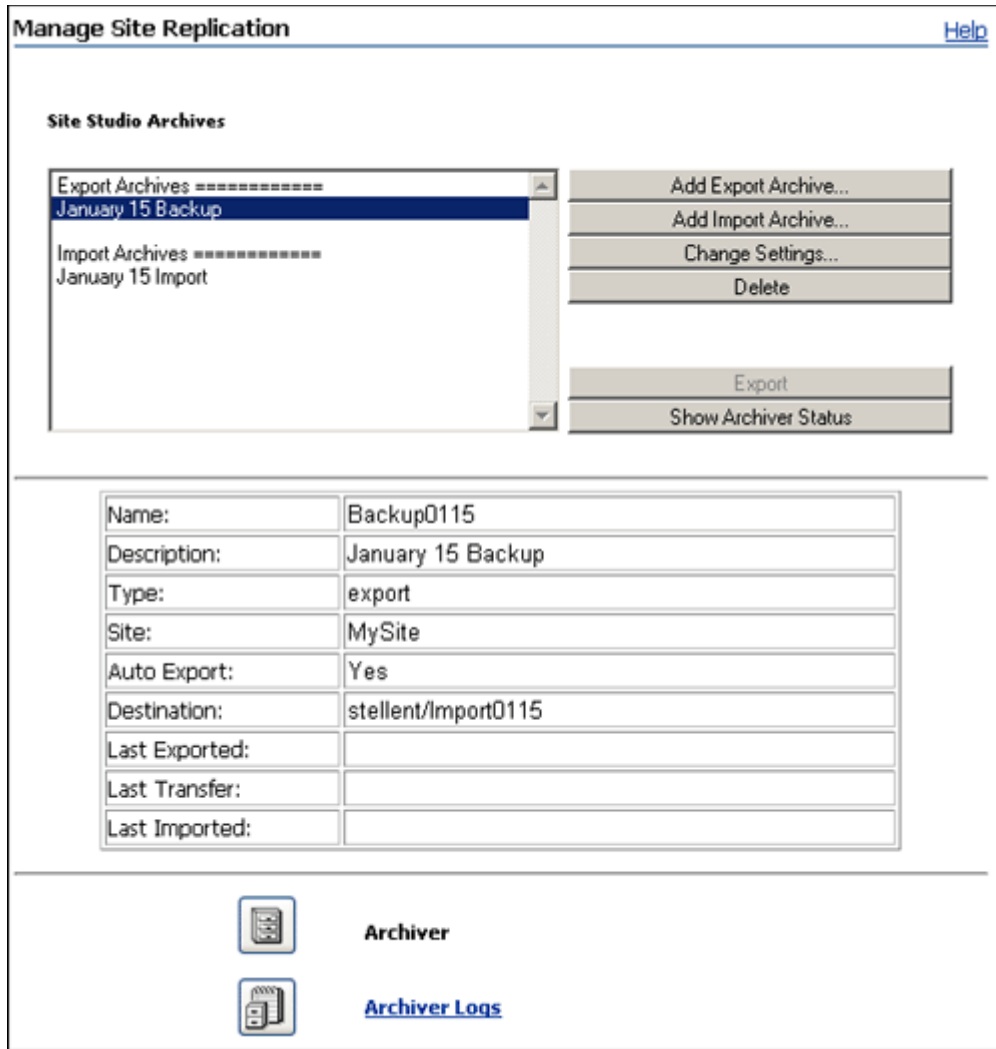 Manage Site Replication
Help
Site Studio Archives
Export Archives ============
January 15 Backup
Import Archives ============
January 15 Import
Add Export Archive...
Add Import Archive...
Change Settings...
Delete
Export
Show Archiver Status
Name: Backup0115
Description: January 15 Backup
Type: export
Site: MySite
Auto Export: Yes
Destination: stellent/Import0115
Last Exported:
Last Transfer:
Last Imported:
Archiver
Archiver Logs